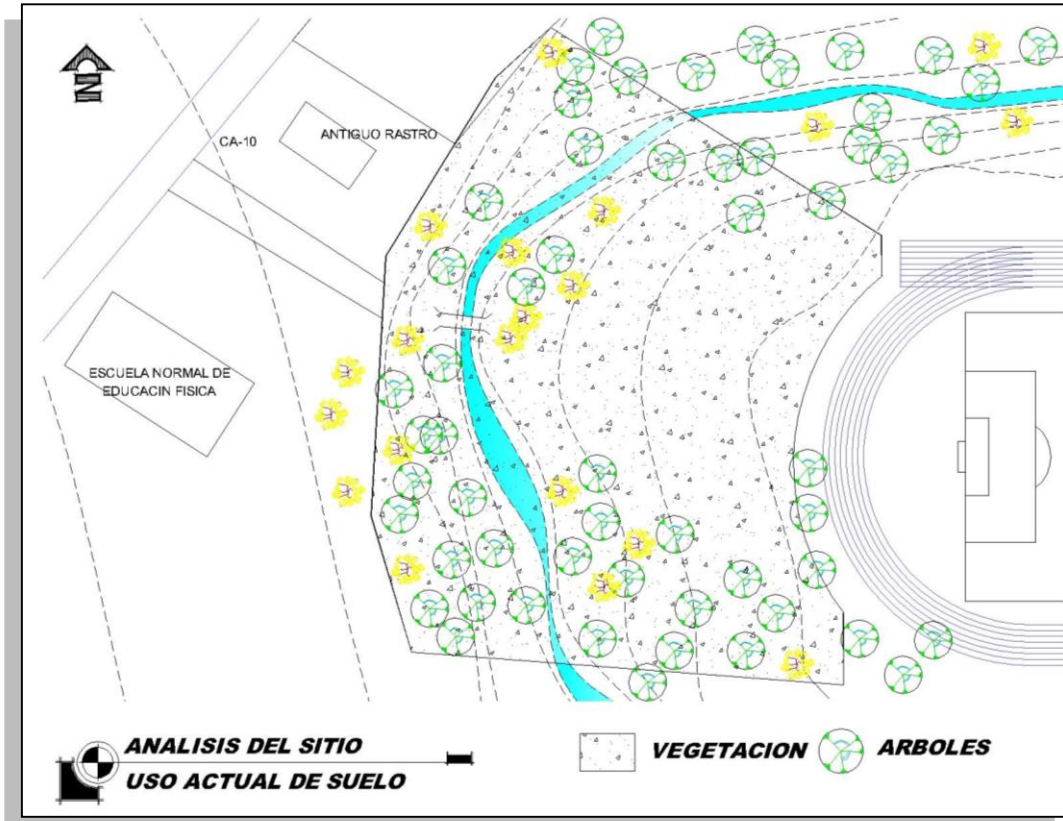 N
CA-10
ANTIGUO RASTRO
ESCUELA NORMAL DE
EDUCACIN FISICA
ANALISIS DEL SITIO
USO ACTUAL DE SUELO
VEGETACION
ARBOLES